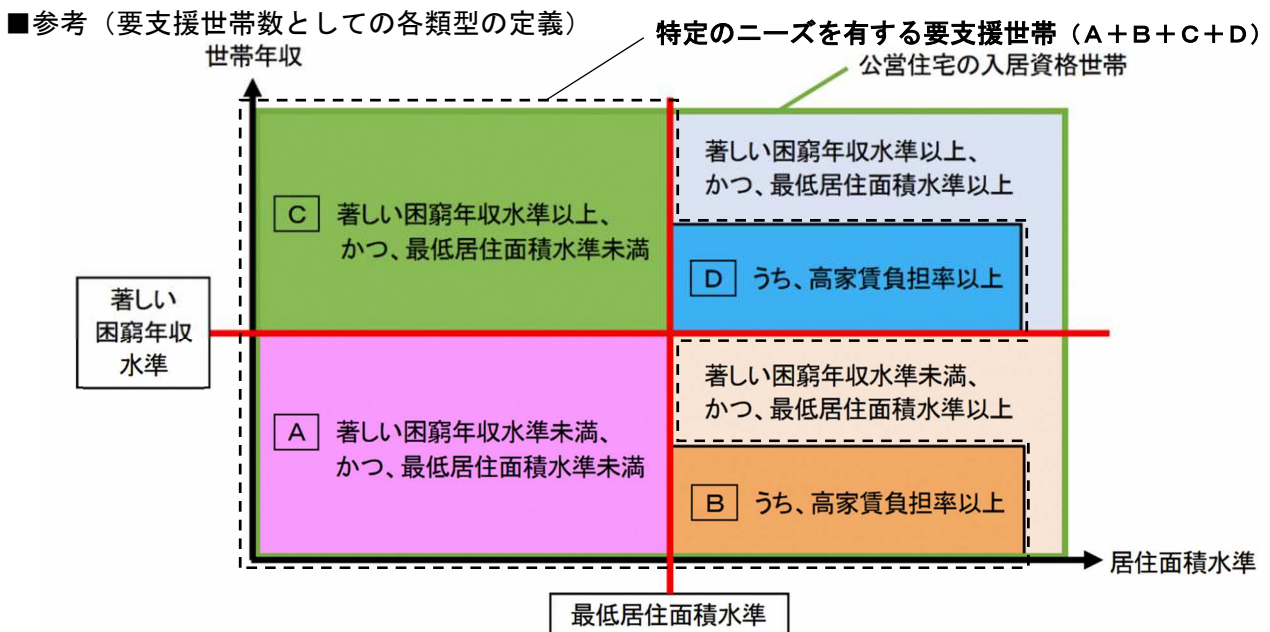 ■参考（要支援世帯数としての各類型の定義）
特定のニーズを有する要支援世帯（A＋B＋C＋D）
世帯年収
公営住宅の入居資格世帯
著しい困窮年収水準以上、
かつ、最低居住面積水準以上
C 著しい困窮年収水準以上、
かつ、最低居住面積水準未満
D うち、高家賃負担率以上
著しい
困窮年収
水準
著しい困窮年収水準未満、
かつ、最低居住面積水準以上
A 著しい困窮年収水準未満、
かつ、最低居住面積水準未満
B うち、高家賃負担率以上
居住面積水準
最低居住面積水準